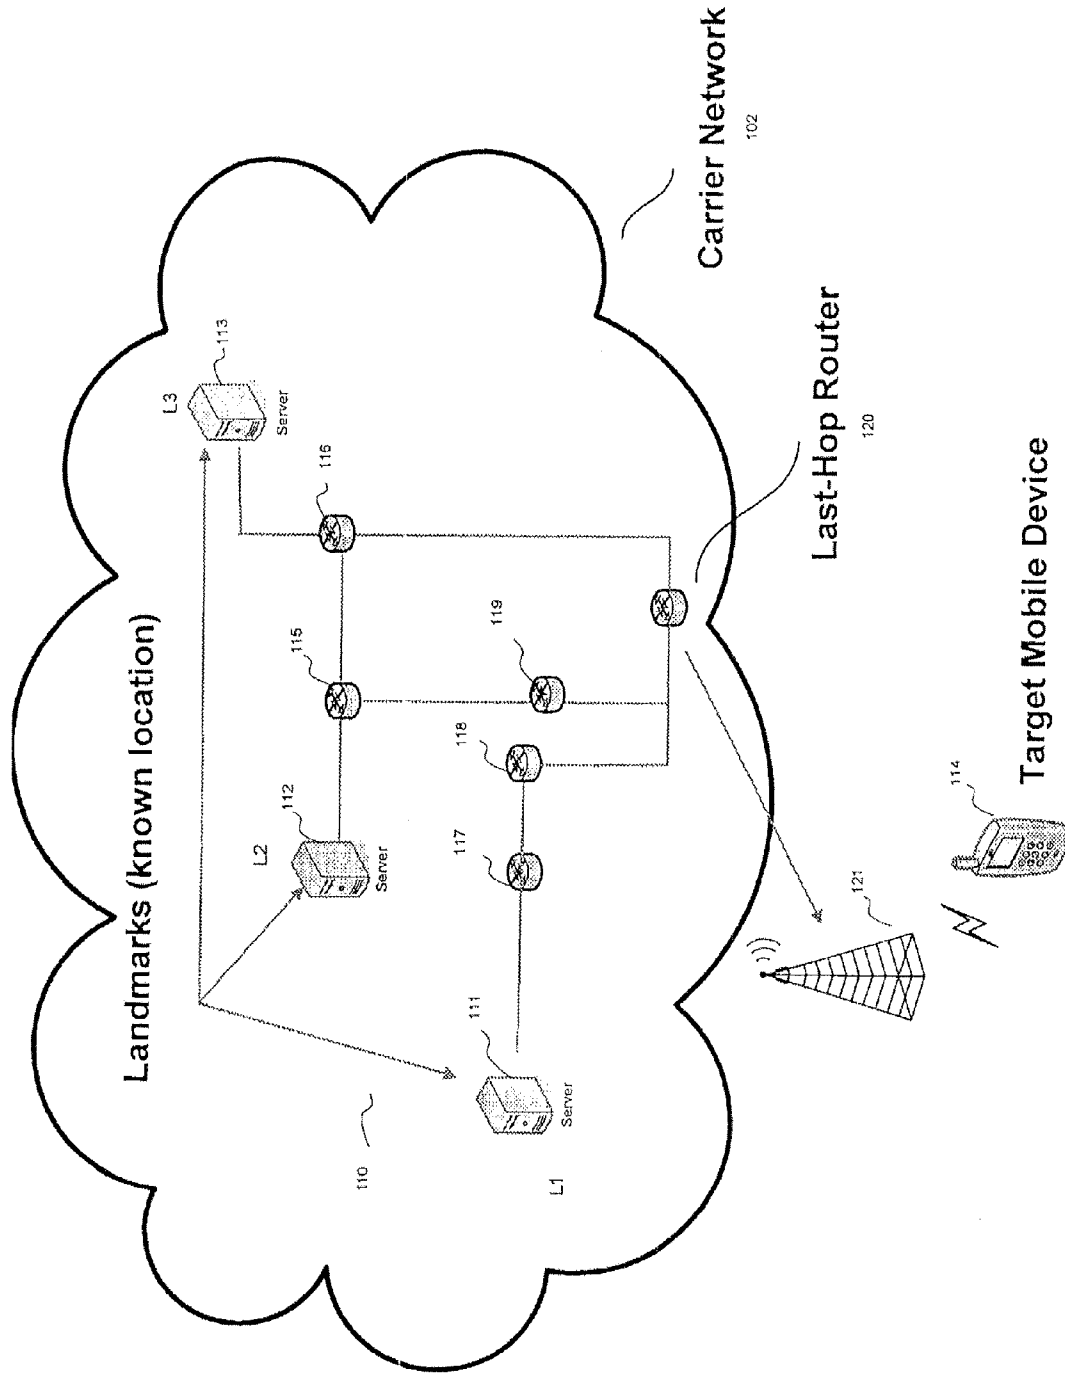 Landmarks (known location)
L3
113
Server
116
115
L2
112
Server
119
118
117
110
111
Server
L1
Carrier Network
102
Last-Hop Router
120
121
114
Target Mobile Device